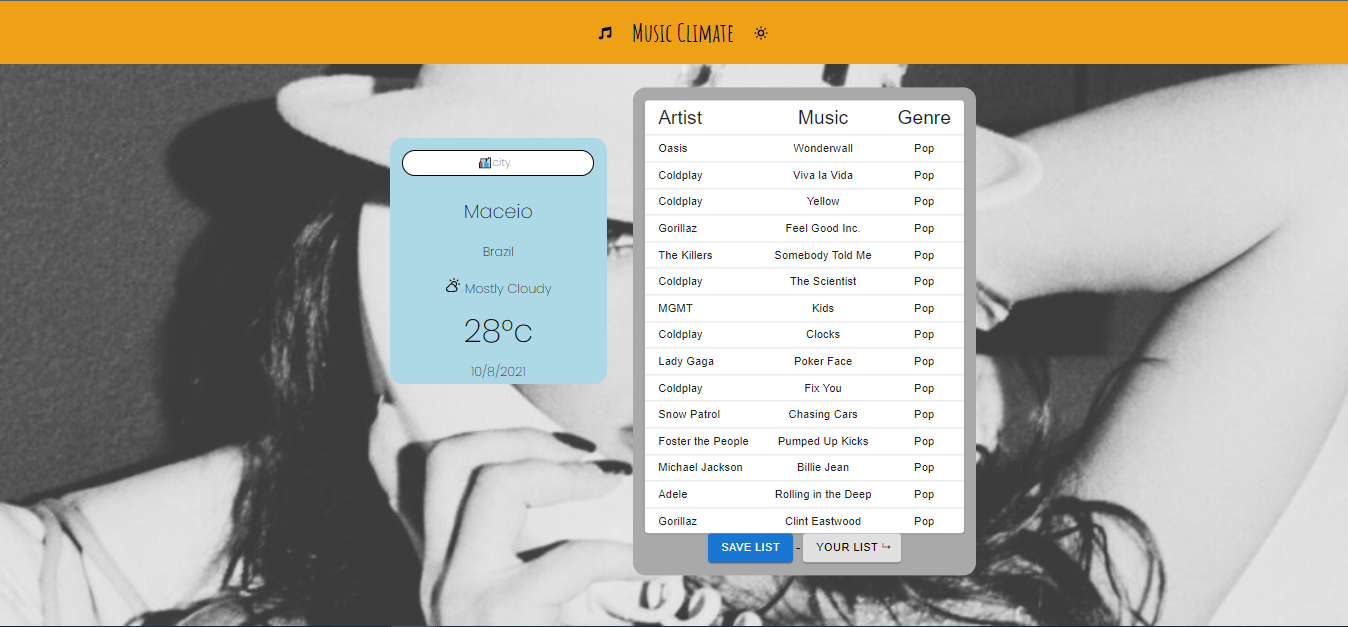 Music Climate
city
Maceio
Brazil
Mostly Cloudy
28°c
10/8/2021
Artist Music Genre
Oasis Wonderwall Pop
Coldplay Viva la Vida Pop
Coldplay Yellow Pop
Gorillaz Feel Good Inc. Pop
The Killers Somebody Told Me Pop
Coldplay The Scientist Pop
MGMT Kids Pop
Coldplay Clocks Pop
Lady Gaga Poker Face Pop
Coldplay Fix You Pop
Snow Patrol Chasing Cars Pop
Foster the People Pumped Up Kicks Pop
Michael Jackson Billie Jean Pop
Adele Rolling in the Deep Pop
Gorillaz Clint Eastwood Pop
SAVE LIST - YOUR LIST ↪